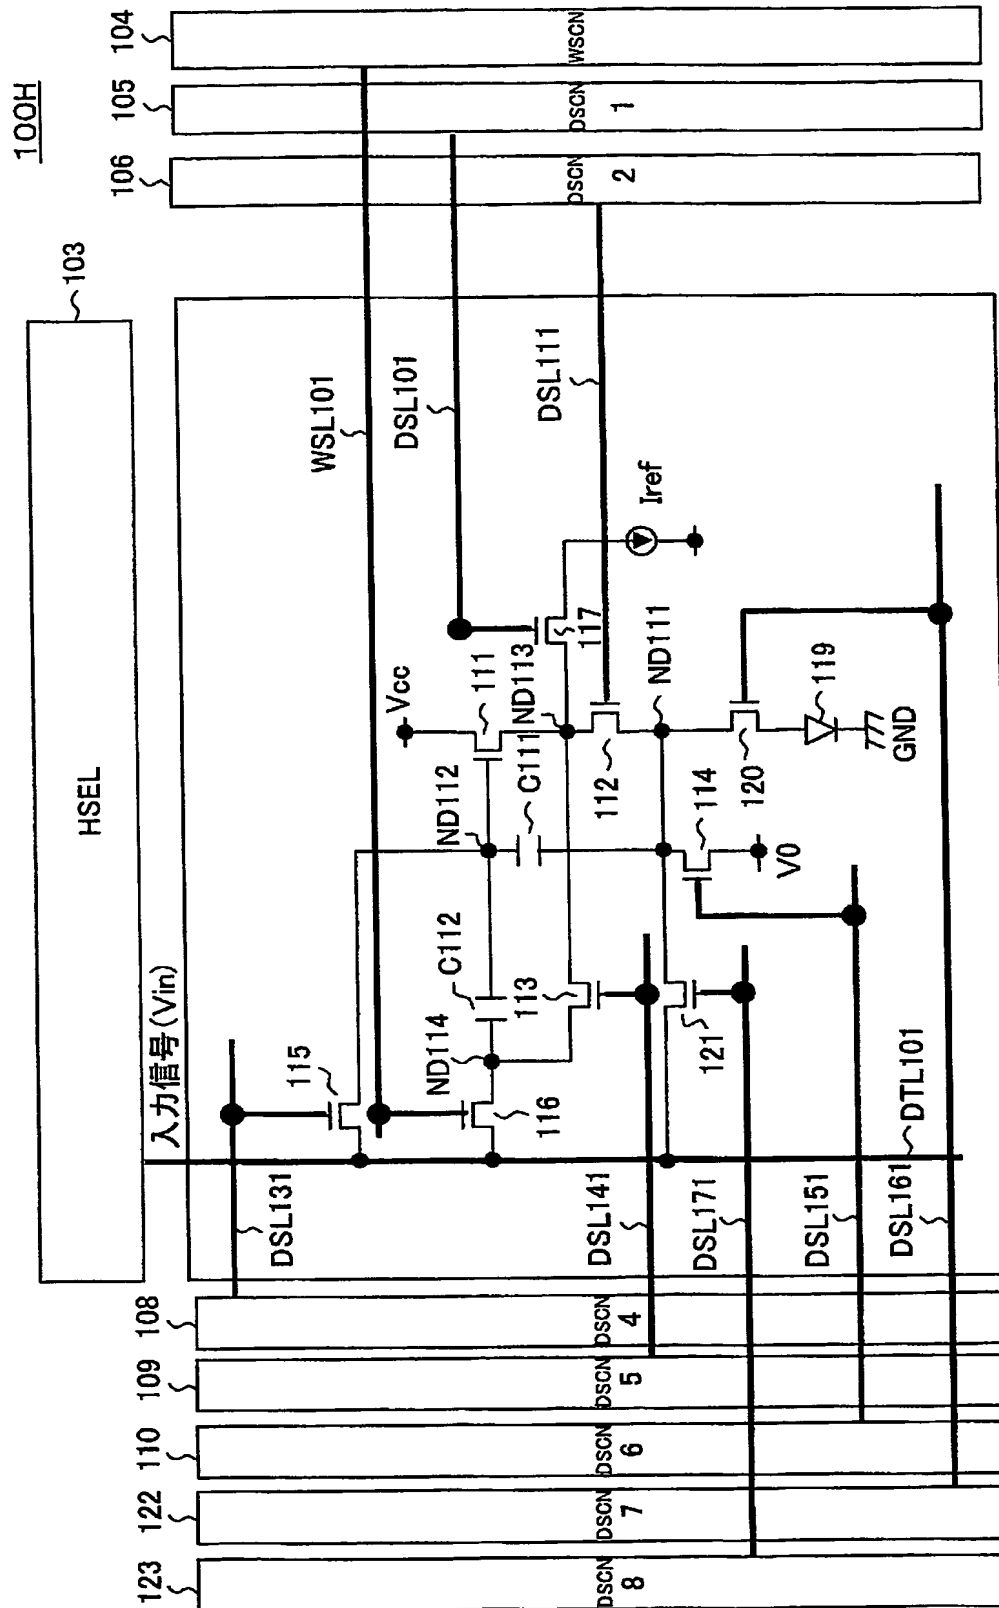 100H
104
105
106
WSCN
DSCN
1
DSCN
2
103
HSEL
入力信号(Vin)
WSL101
DSL101
DSL111
DSL131
115
116
ND114
C112
ND112
C111
111
Vcc
ND113
117
Iref
113
112
ND111
121
114
V0
120
119
GND
DSL141
DSL171
DSL151
DSL161
DTL101
108
DSCN
4
109
DSCN
5
110
DSCN
6
122
DSCN
7
123
DSCN
8